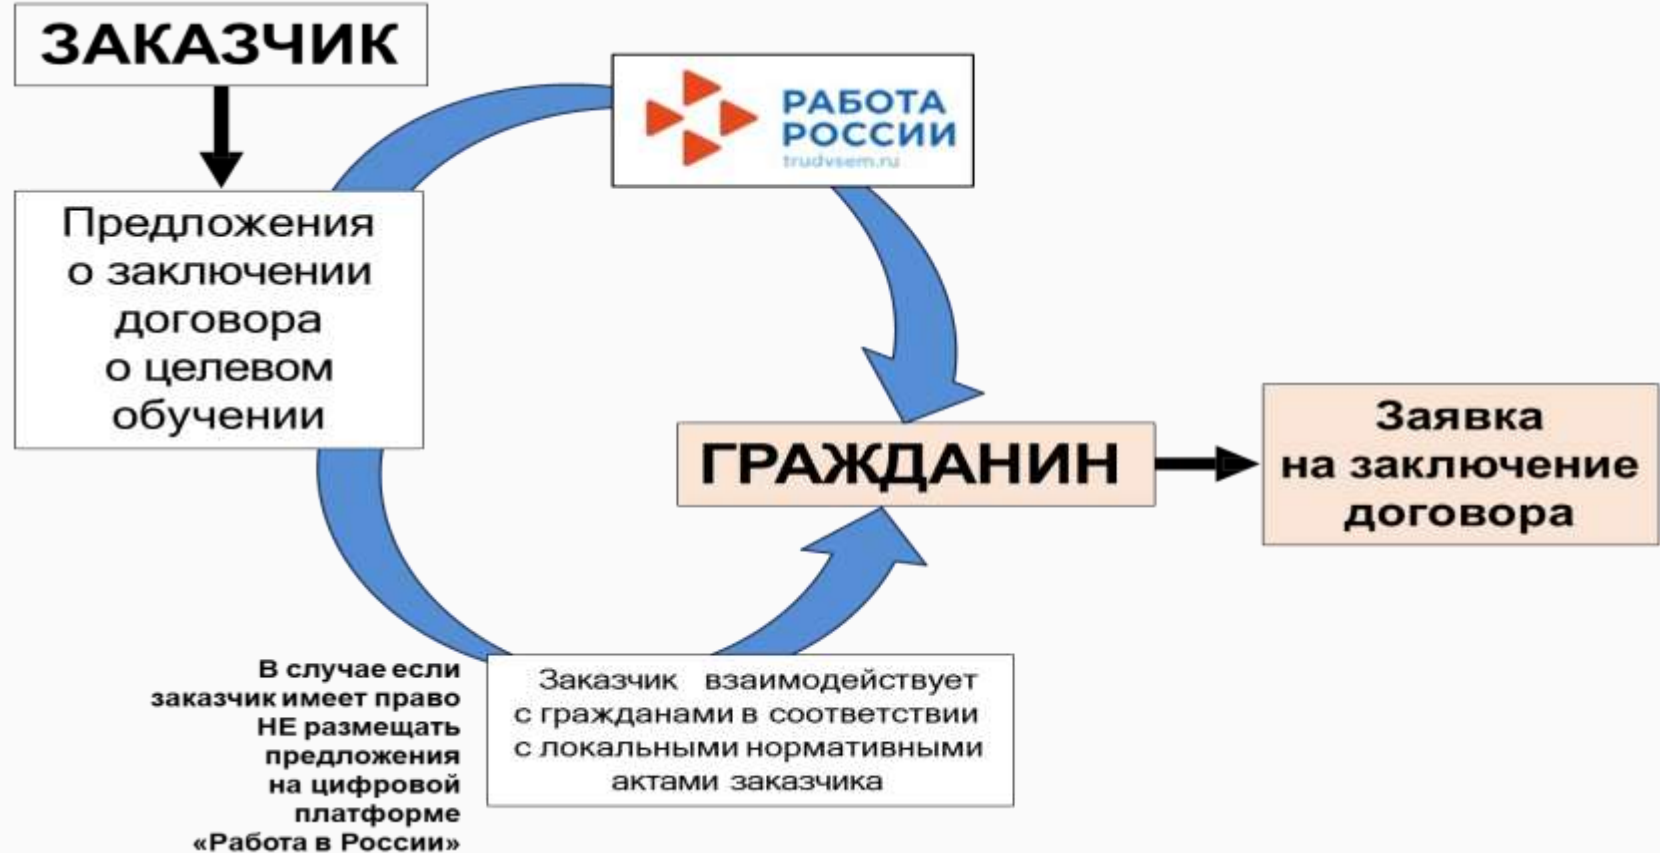 ЗАКАЗЧИК
РАБОТА
РОССИИ
trudvsem.ru
Предложения
о заключении
договора
о целевом
обучении
ГРАЖДАНИН
Заявка
на заключение
договора
В случае если
заказчик имеет право
НЕ размещать
предложения
на цифровой
платформе
«Работа в России»
Заказчик взаимодействует
с гражданами в соответствии
с локальными нормативными
актами заказчика